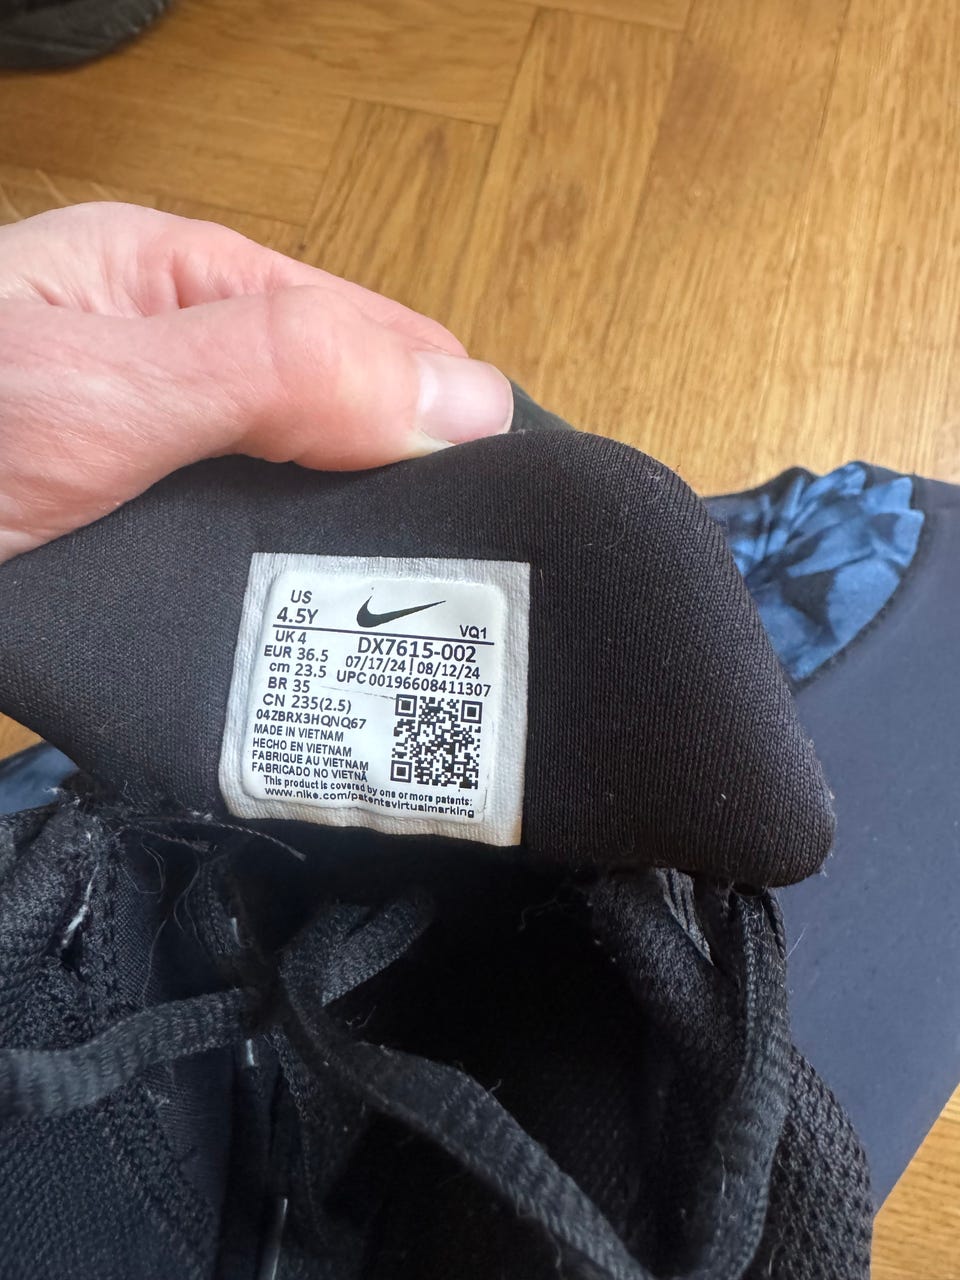 US
4.5Y
VQ1
UK 4
DX7615-002
EUR 36.5
07/17/24 | 08/12/24
cm 23.5
UPC 00196608411307
BR 35
CN 235(2.5)
04ZBRX3HQNQ67
MADE IN VIETNAM
HECHO EN VIETNAM
FABRIQUE AU VIETNAM
FABRICADO NO VIETNÃ
This product is covered by one or more patents:
www.nike.com/patentsvirtualmarking